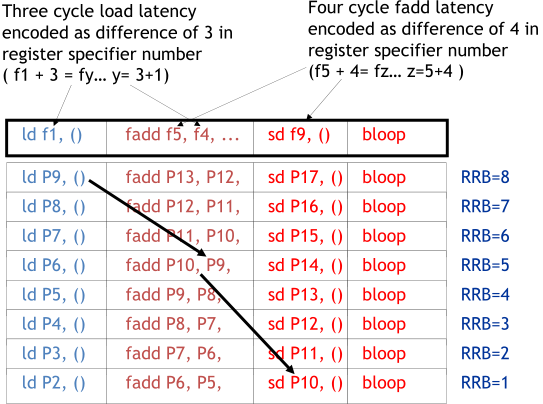 Three cycle load latency
encoded as difference of 3 in
register specifier number
( f1 + 3 = fy… y= 3+1)
Four cycle fadd latency
encoded as difference of 4 in
register specifier number
(f5 + 4= fz… z=5+4 )
ld f1, () fadd f5, f4, ... sd f9, () bloop
ld P9, () fadd P13, P12, sd P17, () bloop RRB=8
ld P8, () fadd P12, P11, sd P16, () bloop RRB=7
ld P7, () fadd P11, P10, sd P15, () bloop RRB=6
ld P6, () fadd P10, P9, sd P14, () bloop RRB=5
ld P5, () fadd P9, P8, sd P13, () bloop RRB=4
ld P4, () fadd P8, P7, sd P12, () bloop RRB=3
ld P3, () fadd P7, P6, sd P11, () bloop RRB=2
ld P2, () fadd P6, P5, sd P10, () bloop RRB=1